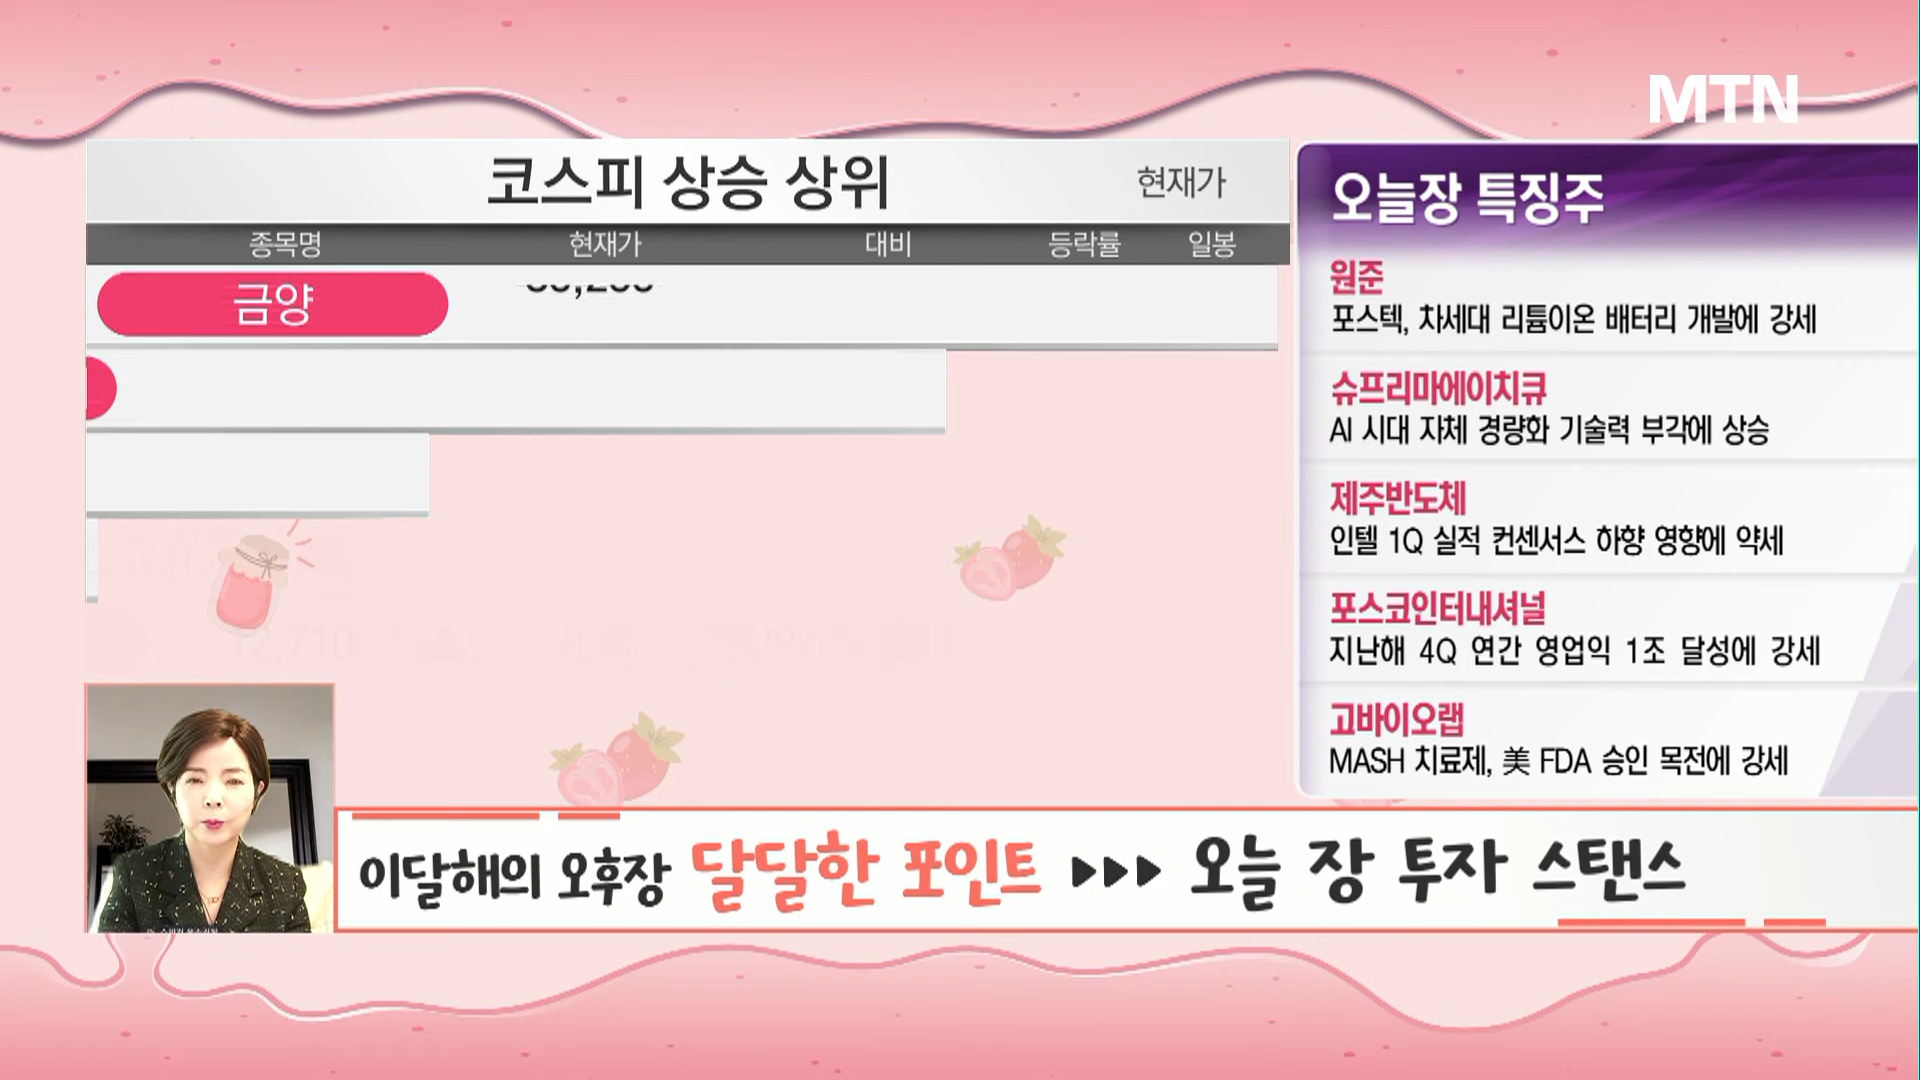 MTN
코스피 상승 상위
현재가
종목명 현재가 대비 등락률 일봉
금양
오늘장 특징주
원준
포스텍, 차세대 리튬이온 배터리 개발에 강세
슈프리마에이치큐
AI 시대 자체 경량화 기술력 부각에 상승
제주반도체
인텔 1Q 실적 컨센서스 하향 영향에 약세
포스코인터내셔널
지난해 4Q 연간 영업익 1조 달성에 강세
고바이오랩
MASH 치료제, 美 FDA 승인 목전에 강세
12,710
이달해의 오후장 달달한 포인트 ▶▶▶ 오늘 장 투자 스탠스